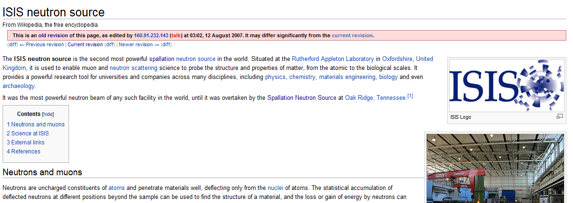 ISIS neutron source
From Wikipedia, the free encyclopedia
This is an old revision of this page, as edited by 100.91.232.143 (talk) at 03:02, 12 August 2007. It may differ significantly from the current revision.
(diff) ← Previous revision | Current revision (diff) | Newer revision → (diff)
The ISIS neutron source is the second most powerful spallation neutron source in the world. Situated at the Rutherford Appleton Laboratory in Oxfordshire, United
Kingdom, it is used to enable muon and neutron scattering science to probe the structure and properties of matter, from the atomic to the biological scales. It
provides a powerful research tool for universities and companies across many disciplines, including physics, chemistry, materials engineering, biology and even
archaeology.
It was the most powerful neutron beam of any such facility in the world, until it was overtaken by the Spallation Neutron Source at Oak Ridge, Tennessee.[1]
ISIS
ISIS Logo
Contents [hide]
1 Neutrons and muons
2 Science at ISIS
3 External links
4 References
Neutrons and muons
Neutrons are uncharged constituents of atoms and penetrate materials well, deflecting only from the nuclei of atoms. The statistical accumulation of
deflected neutrons at different positions beyond the sample can be used to find the structure of a material, and the loss or gain of energy by neutrons can